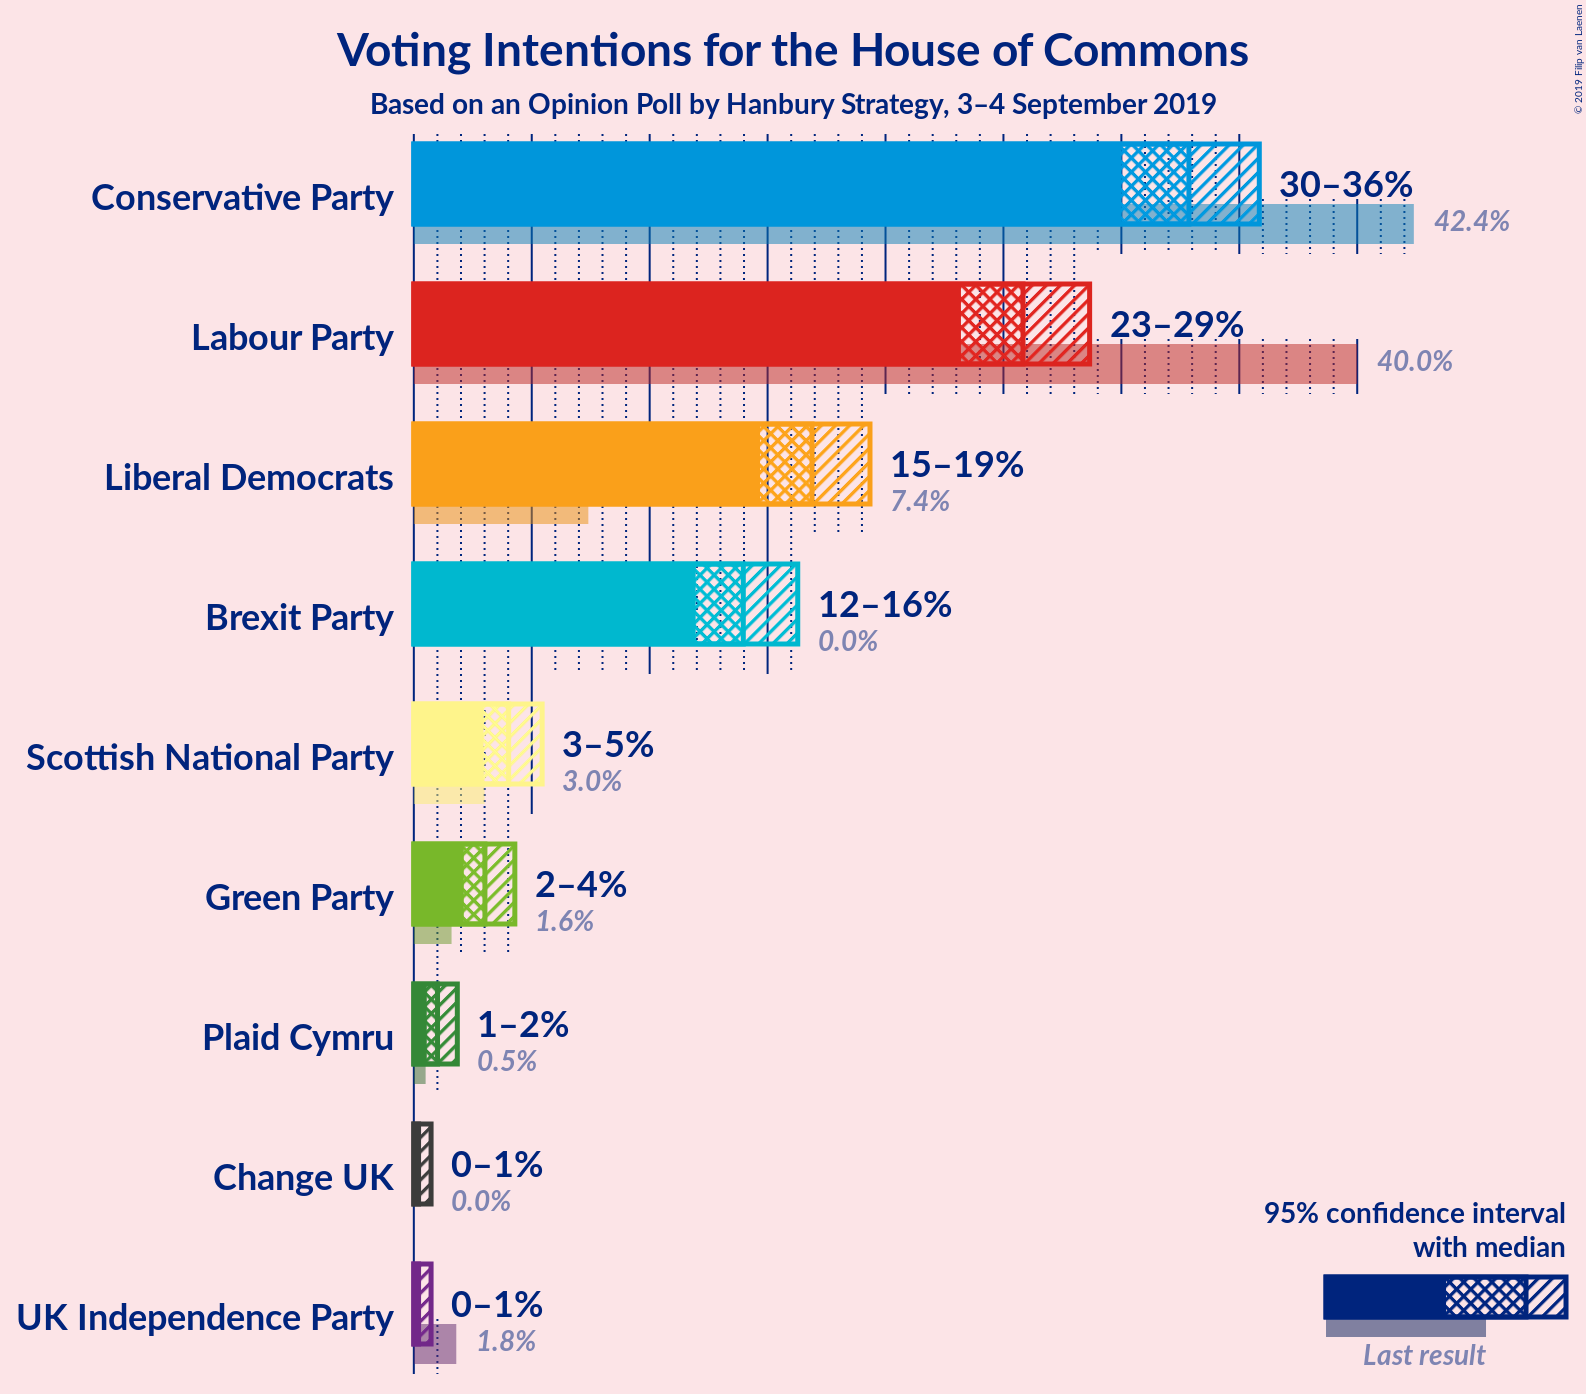 Voting Intentions for the House of Commons
Based on an Opinion Poll by Hanbury Strategy, 3–4 September 2019
© 2019 Filip van Laenen
Conservative Party
30–36%
42.4%
Labour Party
23–29%
40.0%
Liberal Democrats
15–19%
7.4%
Brexit Party
12–16%
0.0%
Scottish National Party
3–5%
3.0%
Green Party
2–4%
1.6%
Plaid Cymru
1–2%
0.5%
Change UK
0–1%
0.0%
UK Independence Party
0–1%
1.8%
95% confidence interval
with median
Last result